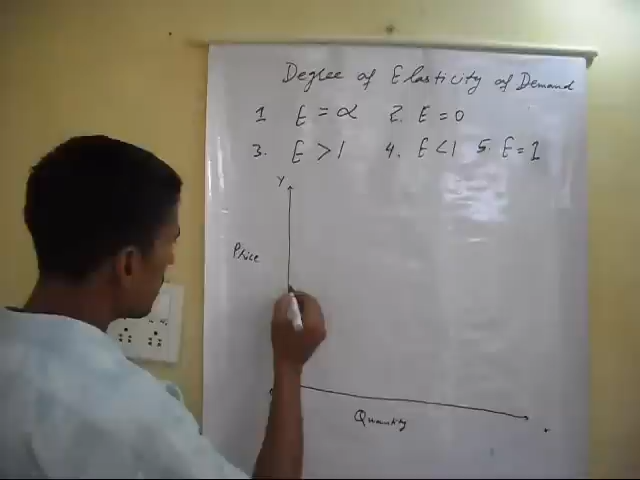 Degree of Elasticity of Demand
1 E = α 2. E = 0
3. E > 1 4. E < 1 5. E = 1
Y
Price
Quantity